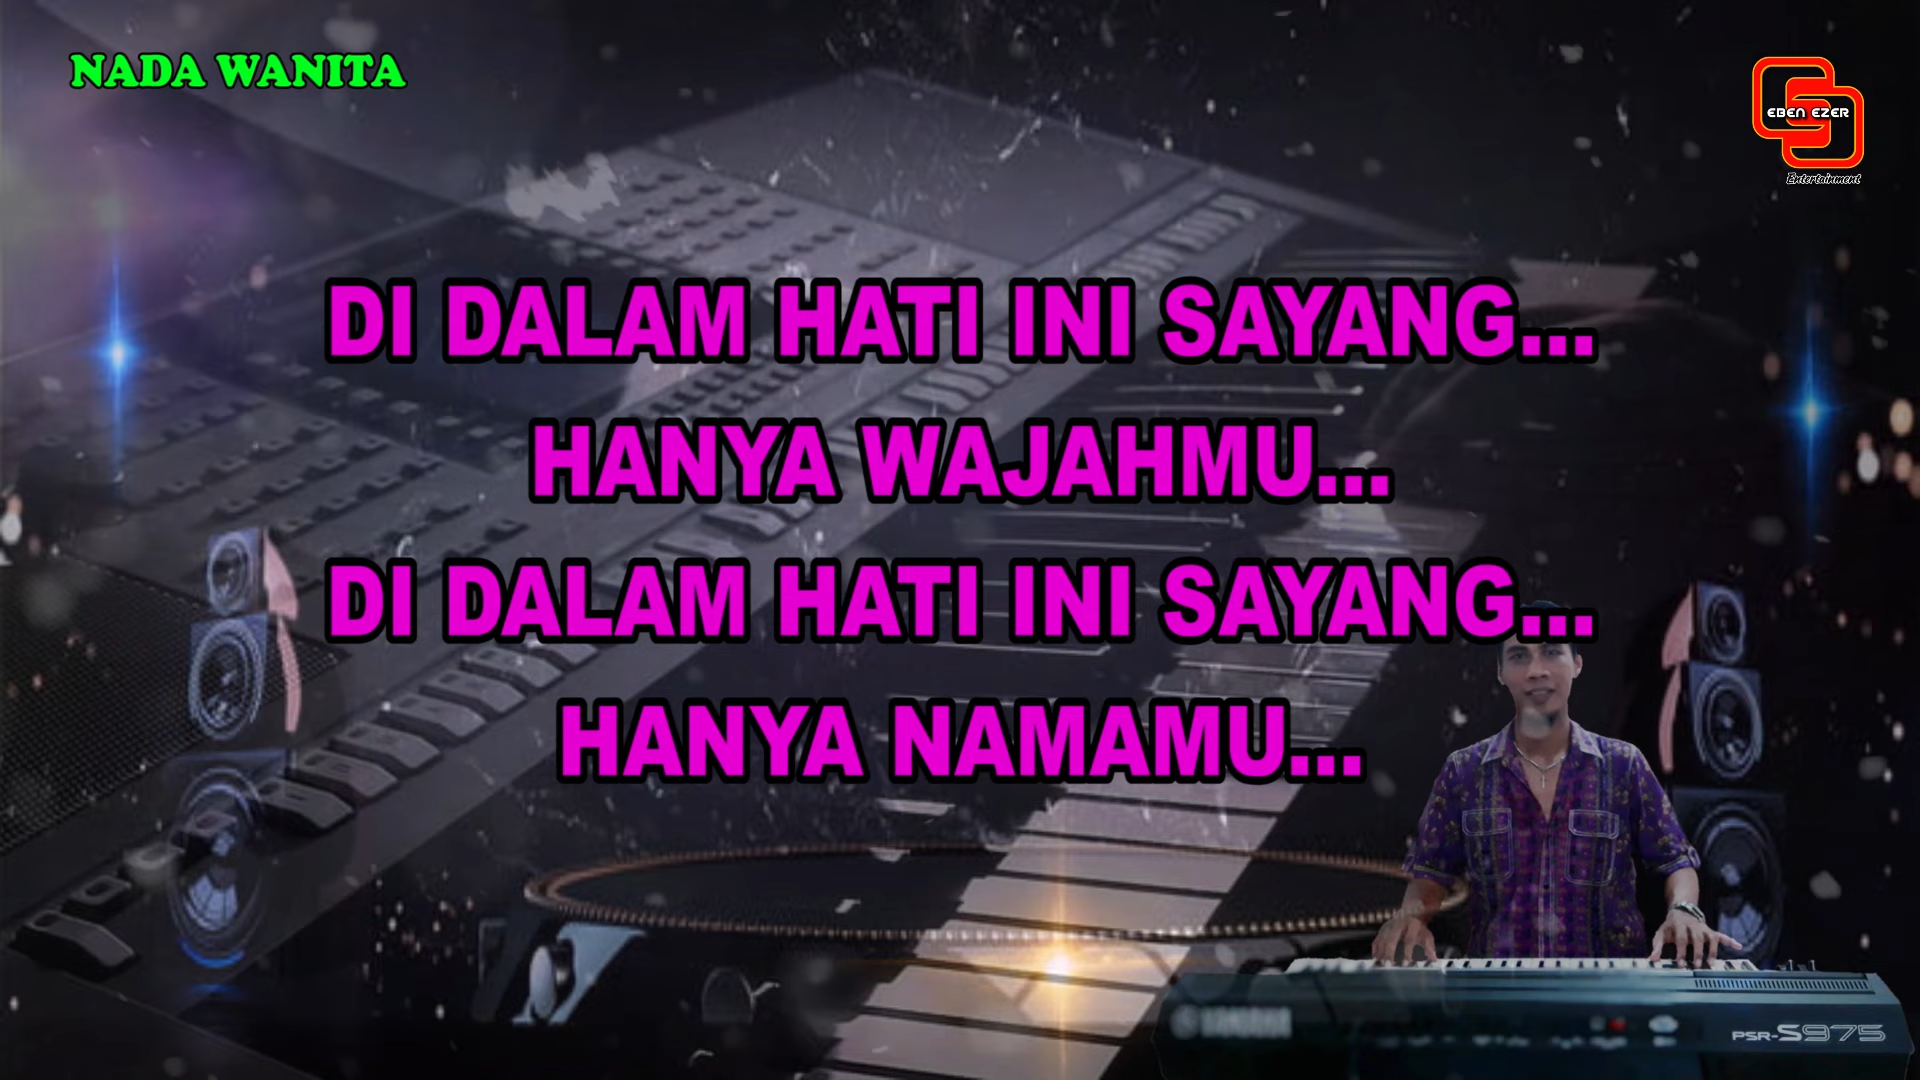 NADA WANITA
EBEN EZER
Entertainment
DI DALAM HATI INI SAYANG...
HANYA WAJAHMU...
DI DALAM HATI INI SAYANG...
HANYA NAMAMU...
PSR-S975